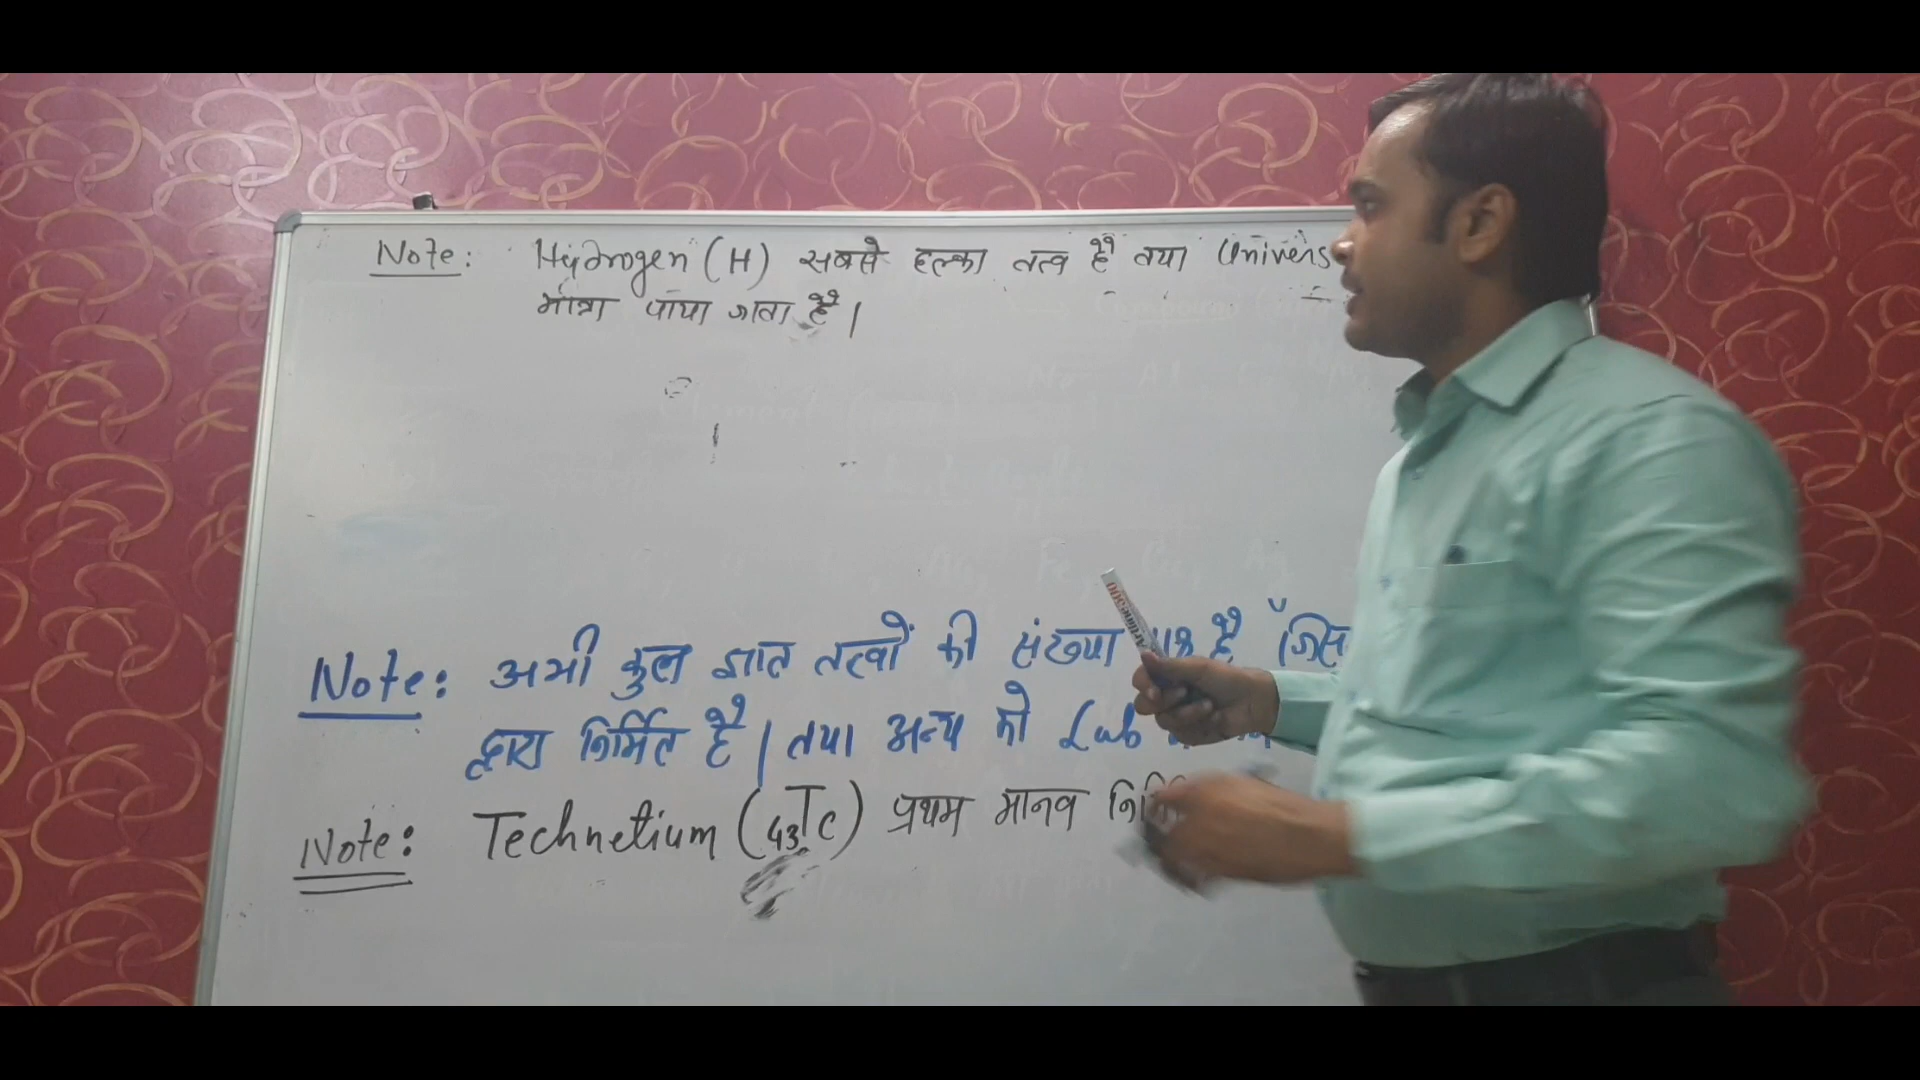 Note: Hydrogen (H) सबसे हल्का तत्व है तथा Univers
मात्रा पाया जाता है।
Note: अभी कुल ज्ञात तत्वों की संख्या है जिस
द्वारा निर्मित है। तथा अन्य को Lab
Note: Technetium (₄₃Tc) प्रथम मानव